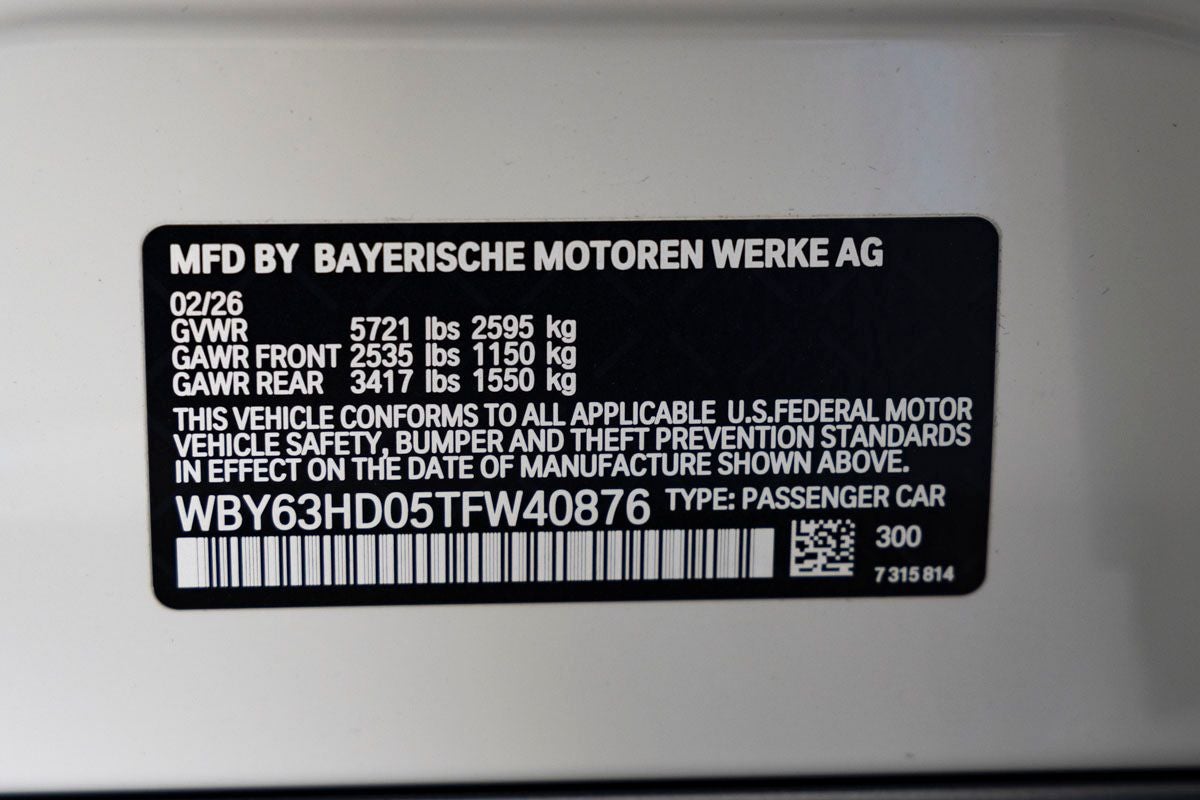 MFD BY BAYERISCHE MOTOREN WERKE AG
02/26
GVWR 5721 lbs 2595 kg
GAWR FRONT 2535 lbs 1150 kg
GAWR REAR 3417 lbs 1550 kg
THIS VEHICLE CONFORMS TO ALL APPLICABLE U.S.FEDERAL MOTOR
VEHICLE SAFETY, BUMPER AND THEFT PREVENTION STANDARDS
IN EFFECT ON THE DATE OF MANUFACTURE SHOWN ABOVE.
WBY63HD05TFW40876 TYPE: PASSENGER CAR
300
7 315 814